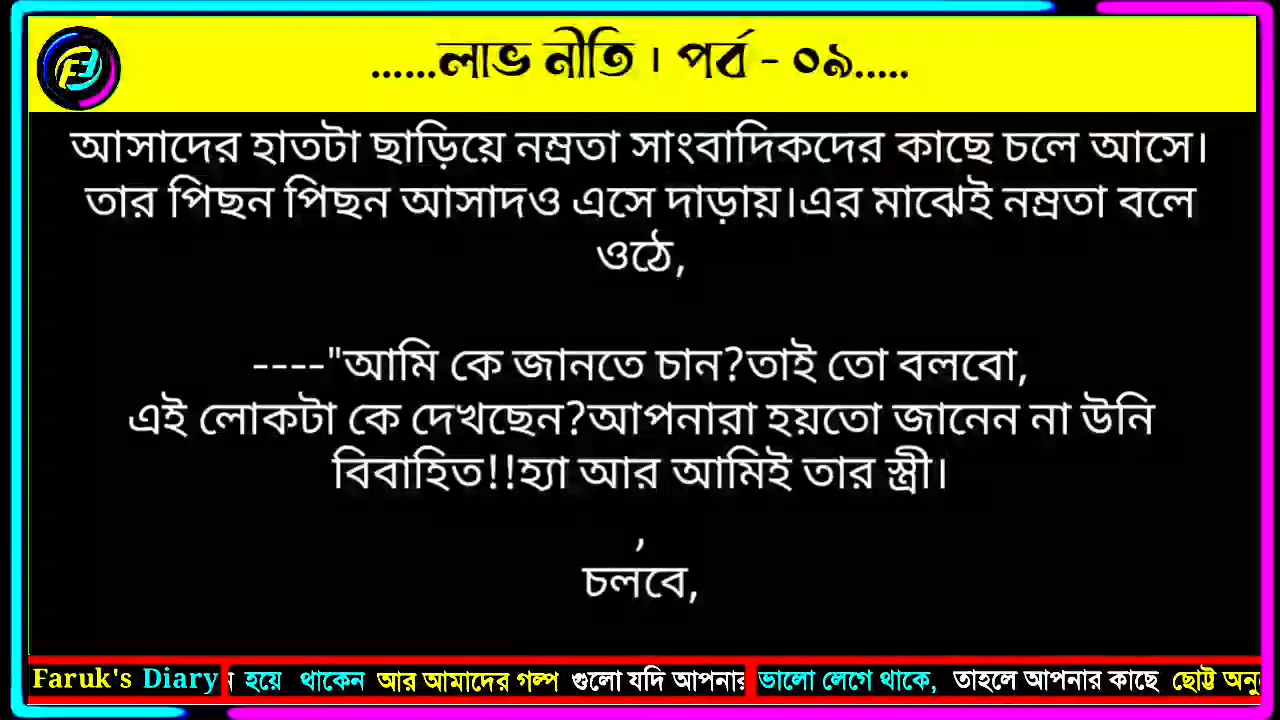 ......লাভ নীতি । পর্ব - ০৯.....
আসাদের হাতটা ছাড়িয়ে নম্রতা সাংবাদিকদের কাছে চলে আসে।
তার পিছন পিছন আসাদও এসে দাড়ায়।এর মাঝেই নম্রতা বলে
ওঠে,
----"আমি কে জানতে চান?তাই তো বলবো,
এই লোকটা কে দেখছেন?আপনারা হয়তো জানেন না উনি
বিবাহিত!!হ্যা আর আমিই তার স্ত্রী।
,
চলবে,
Faruk's Diary হয়ে থাকেন আর আমাদের গল্প গুলো যদি আপনার ভালো লেগে থাকে, তাহলে আপনার কাছে ছোট্ট